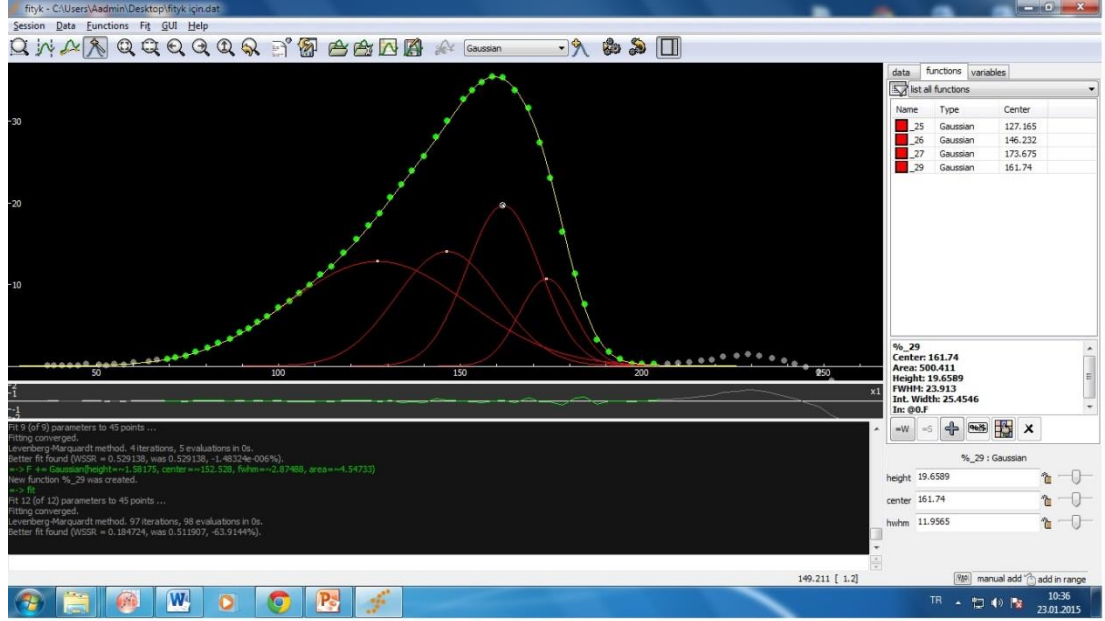 fityk - C:\Users\Aadmin\Desktop\fityk için.dat
Session Data Functions Fit GUI Help
Gaussian
data functions variables
list all functions
Name Type Center
_25 Gaussian 127.165
_26 Gaussian 146.232
_27 Gaussian 173.675
_29 Gaussian 161.74
30
20
10
50 100 150 200 250
2
1
-1
x1
Fit 9 (of 9) parameters to 45 points ...
Fitting converged.
Levenberg-Marquardt method. 4 iterations, 5 evaluations in 0s.
Better fit found (WSSR = 0.529138, was 0.529138, -1.48324e-006%).
=-> F += Gaussian(height=~1.58175, center=~152.528, fwhm=~2.87488, area=~4.54733)
New function %_29 was created.
=-> fit
Fit 12 (of 12) parameters to 45 points ...
Fitting converged.
Levenberg-Marquardt method. 97 iterations, 98 evaluations in 0s.
Better fit found (WSSR = 0.184724, was 0.511907, -63.9144%).
%_29
Center: 161.74
Area: 500.411
Height: 19.6589
FWHM: 23.913
Int. Width: 25.4546
In: @0.F
=W =S
%_29 : Gaussian
height 19.6589
center 161.74
hwhm 11.9565
149.211 [ 1.2]
manual add add in range
TR
10:36
23.01.2015